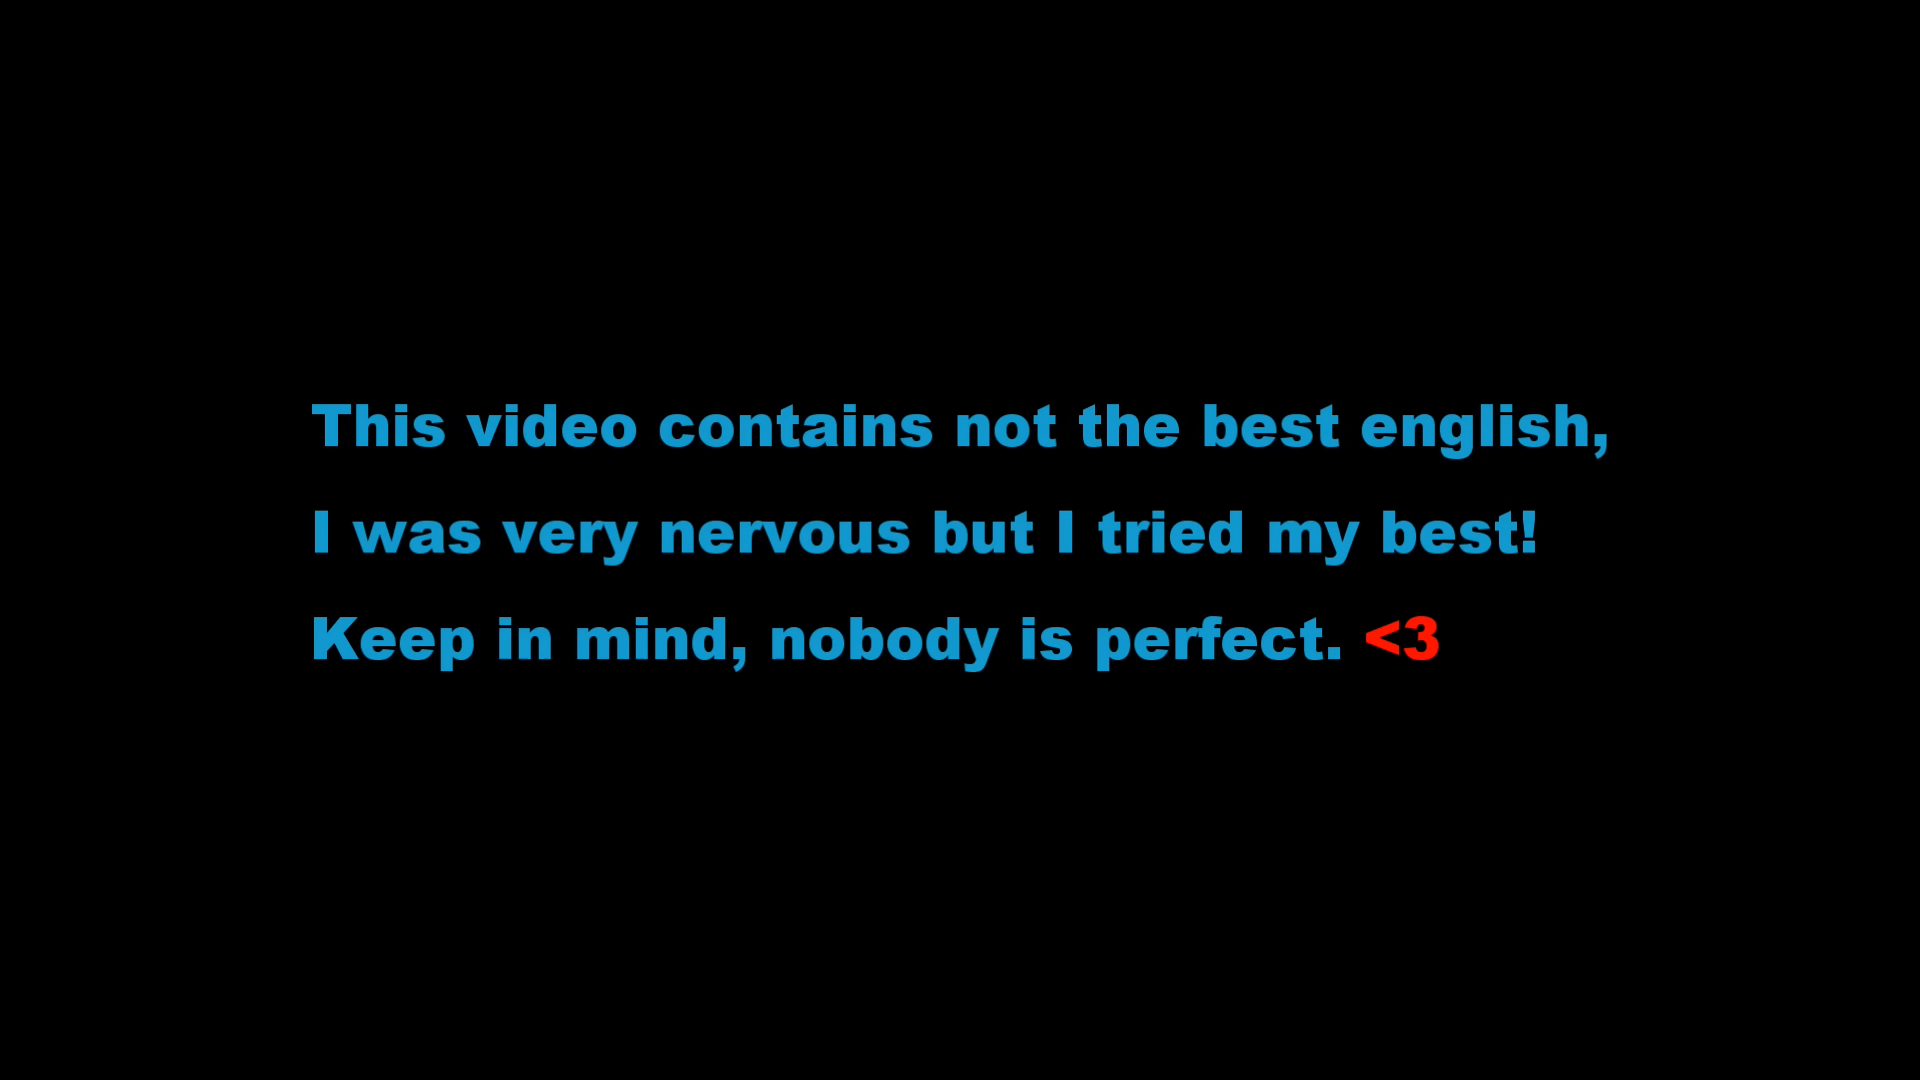 This video contains not the best english,
I was very nervous but I tried my best!
Keep in mind, nobody is perfect. <3